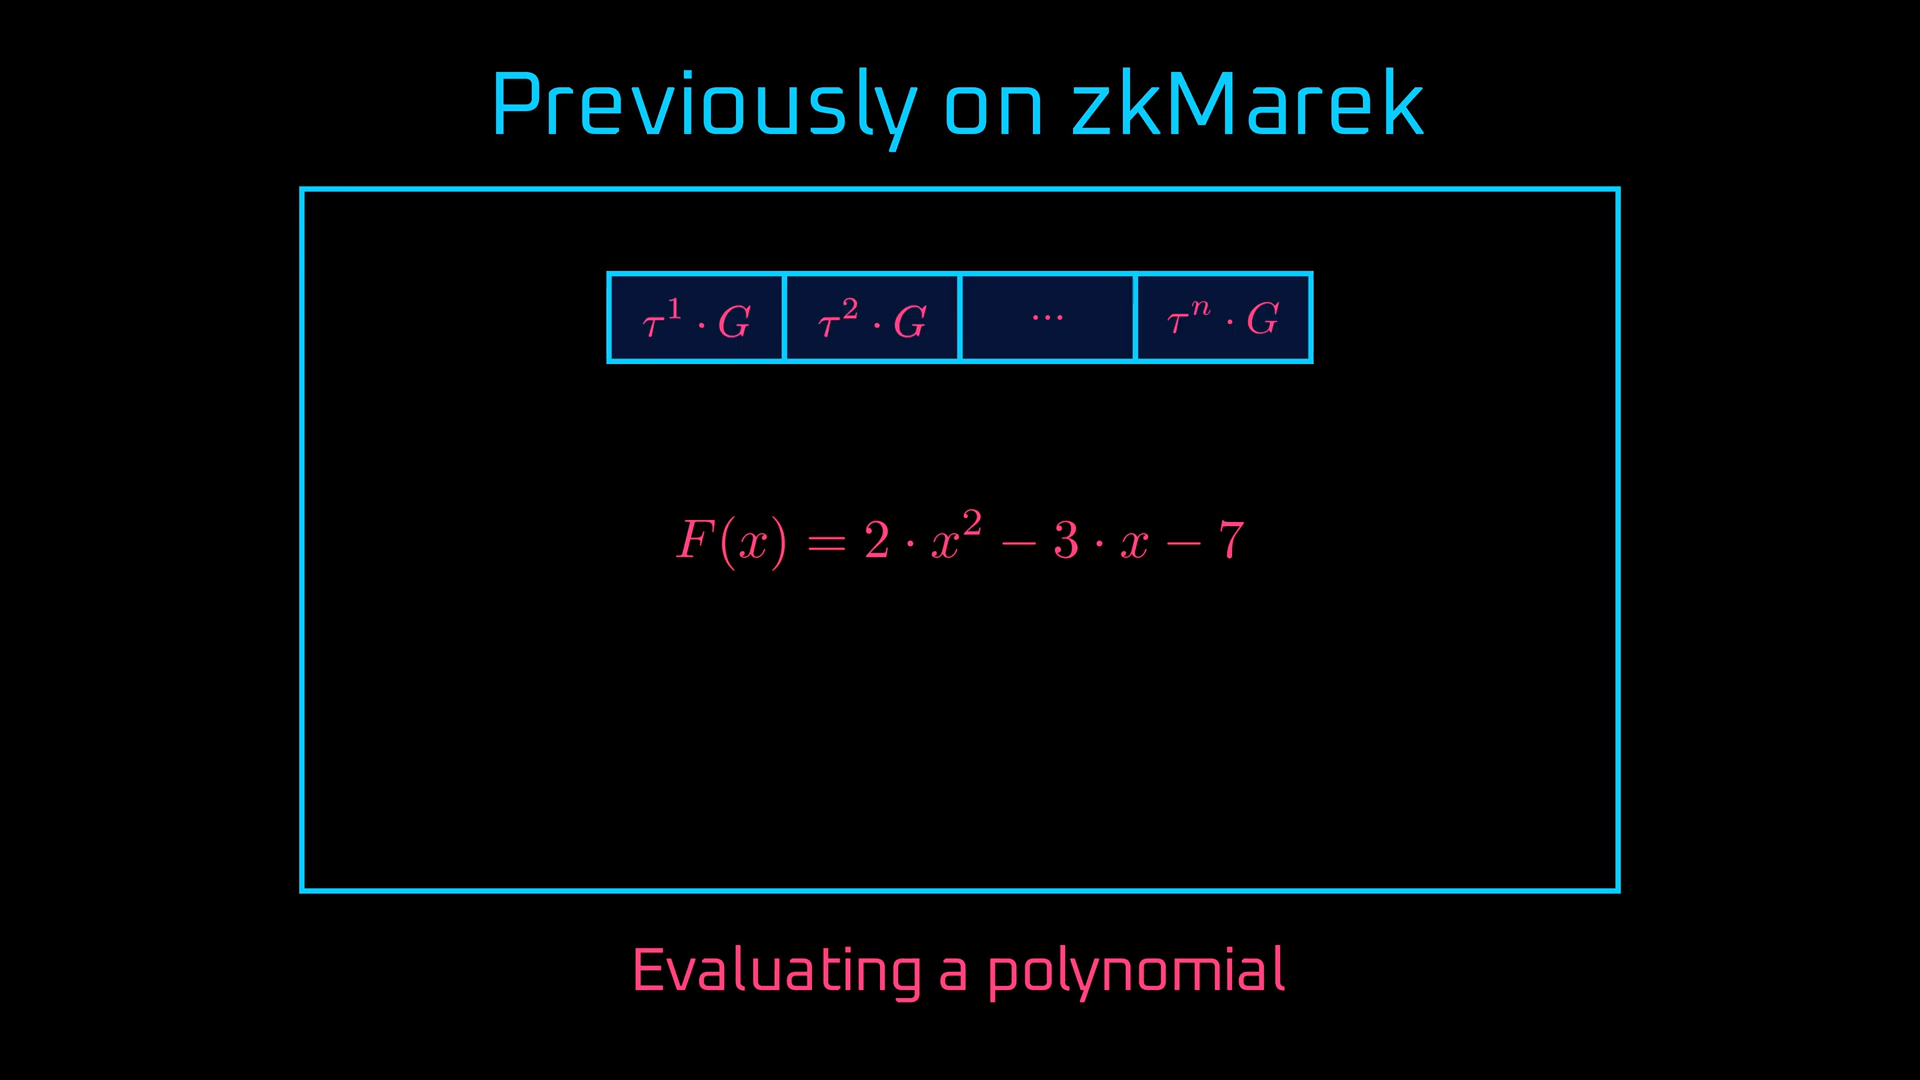 Previously on zkMarek
τ¹ · G τ² · G ... τⁿ · G
F(x) = 2 · x² − 3 · x − 7
Evaluating a polynomial